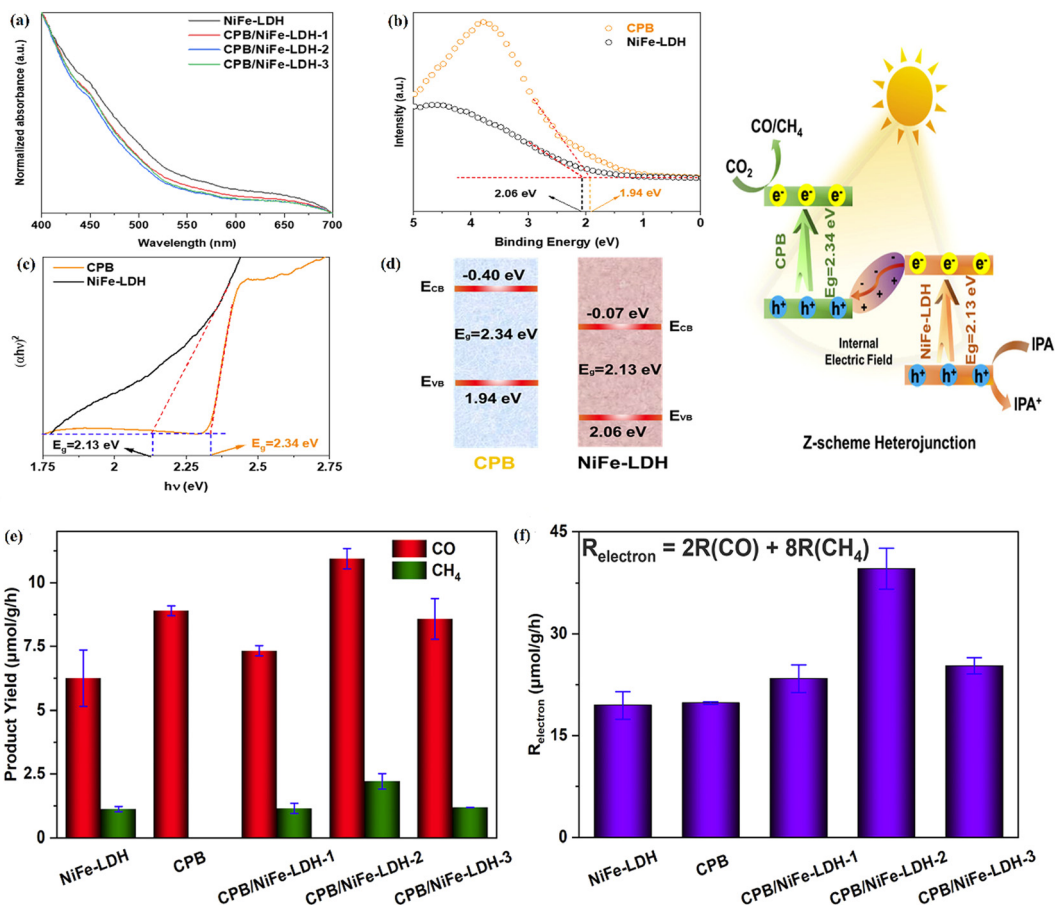 (a)
NiFe-LDH
CPB/NiFe-LDH-1
CPB/NiFe-LDH-2
CPB/NiFe-LDH-3
Normalized absorbance (a.u.)
400 450 500 550 600 650 700
Wavelength (nm)
(b)
CPB
NiFe-LDH
Intensity (a.u.)
2.06 eV
1.94 eV
5 4 3 2 1 0
Binding Energy (eV)
(c)
CPB
NiFe-LDH
(αhν)²
Eg=2.13 eV
Eg=2.34 eV
1.75 2 2.25 2.5 2.75
hν (eV)
(d)
-0.40 eV
ECB
Eg=2.34 eV
EVB
1.94 eV
CPB
-0.07 eV
ECB
Eg=2.13 eV
EVB
2.06 eV
NiFe-LDH
CO/CH₄
CO₂
e⁻ e⁻ e⁻
CPB
Eg=2.34 eV
h⁺ h⁺ h⁺
- - - -
+ + + +
Internal
Electric Field
e⁻ e⁻ e⁻
NiFe-LDH
Eg=2.13 eV
h⁺ h⁺ h⁺
IPA
IPA⁺
Z-scheme Heterojunction
(e)
CO
CH₄
Product Yield (μmol/g/h)
10
7.5
5
2.5
0
NiFe-LDH
CPB
CPB/NiFe-LDH-1
CPB/NiFe-LDH-2
CPB/NiFe-LDH-3
(f)
Relectron = 2R(CO) + 8R(CH₄)
Relectron (μmol/g/h)
45
30
15
0
NiFe-LDH
CPB
CPB/NiFe-LDH-1
CPB/NiFe-LDH-2
CPB/NiFe-LDH-3